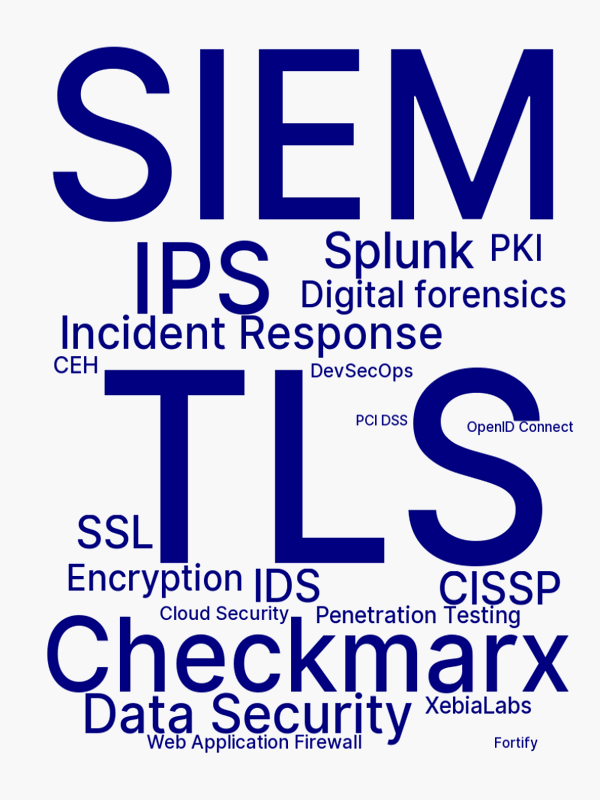 SIEM
IPS
Splunk
PKI
Digital forensics
Incident Response
CEH
DevSecOps
TLS
PCI DSS
OpenID Connect
SSL
Encryption
IDS
CISSP
Cloud Security
Penetration Testing
Checkmarx
Data Security
XebiaLabs
Web Application Firewall
Fortify